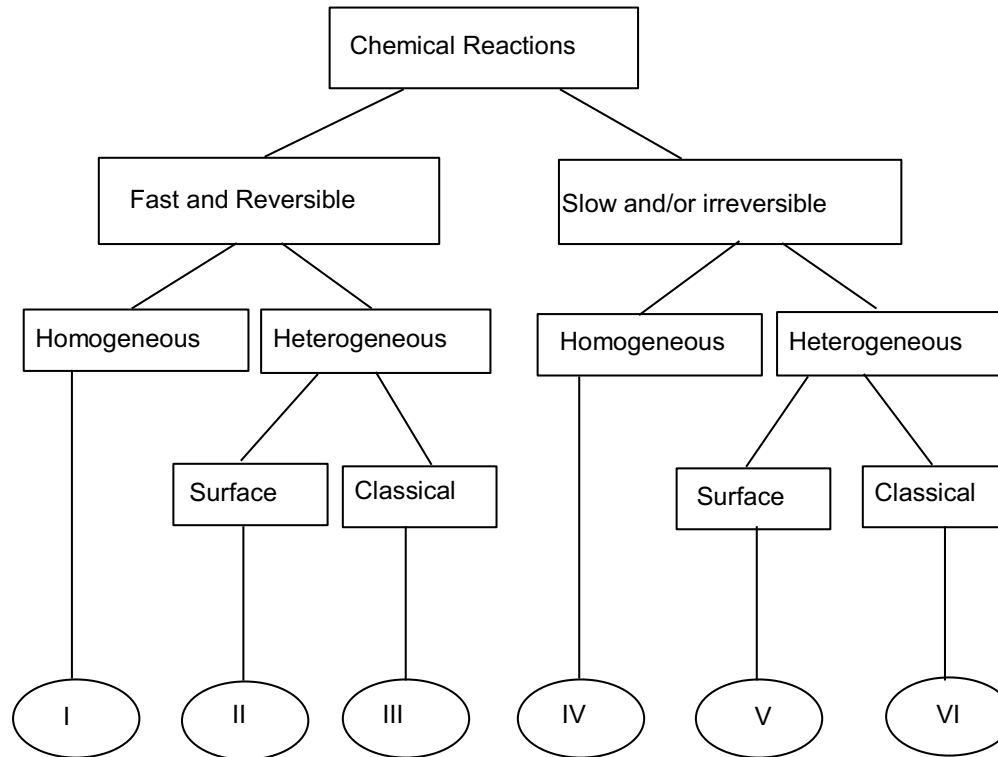 Chemical Reactions
Fast and Reversible
Slow and/or irreversible
Homogeneous
Heterogeneous
Homogeneous
Heterogeneous
Surface
Classical
Surface
Classical
I
II
III
IV
V
VI